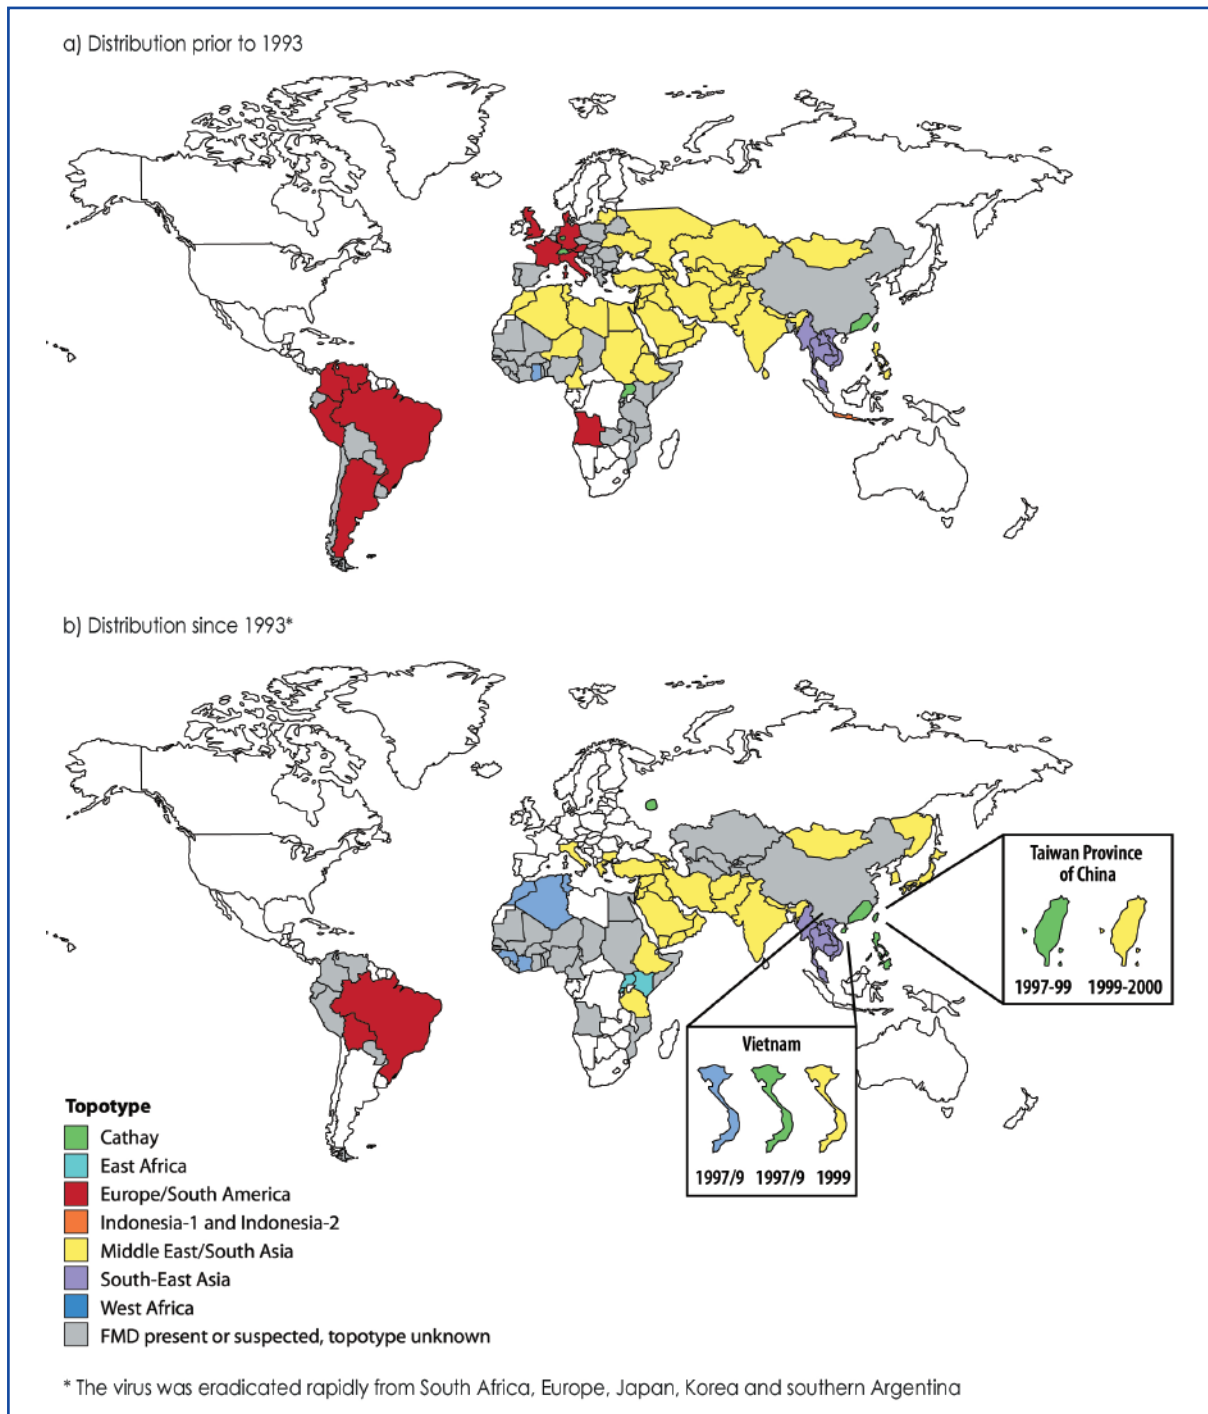 a) Distribution prior to 1993
b) Distribution since 1993*
Taiwan Province
of China
1997-99 1999-2000
Vietnam
1997/9 1997/9 1999
Topotype
Cathay
East Africa
Europe/South America
Indonesia-1 and Indonesia-2
Middle East/South Asia
South-East Asia
West Africa
FMD present or suspected, topotype unknown
* The virus was eradicated rapidly from South Africa, Europe, Japan, Korea and southern Argentina